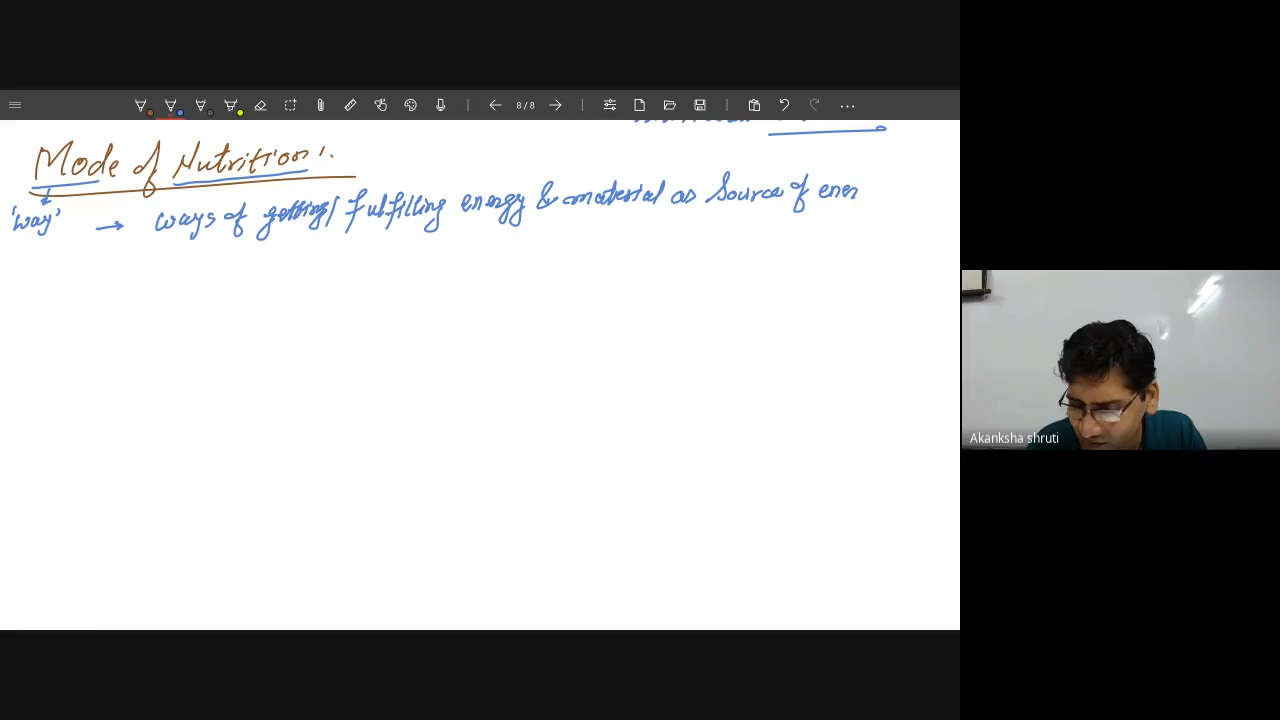 8/8
Mode of Nutrition :
'Way' → Ways of getting/ fulfilling energy & material as Source of ener
Akanksha shruti